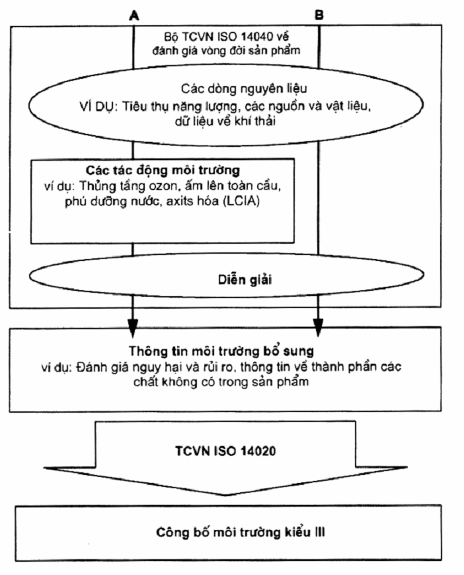 A
B
Bộ TCVN ISO 14040 về
đánh giá vòng đời sản phẩm
Các dòng nguyên liệu
VÍ DỤ: Tiêu thụ năng lượng, các nguồn và vật liệu,
dữ liệu về khí thải
Các tác động môi trường
ví dụ: Thủng tầng ozon, ấm lên toàn cầu,
phú dưỡng nước, axits hóa (LCIA)
Diễn giải
Thông tin môi trường bổ sung
ví dụ: Đánh giá nguy hại và rủi ro, thông tin về thành phần các
chất không có trong sản phẩm
TCVN ISO 14020
Công bố môi trường kiểu III